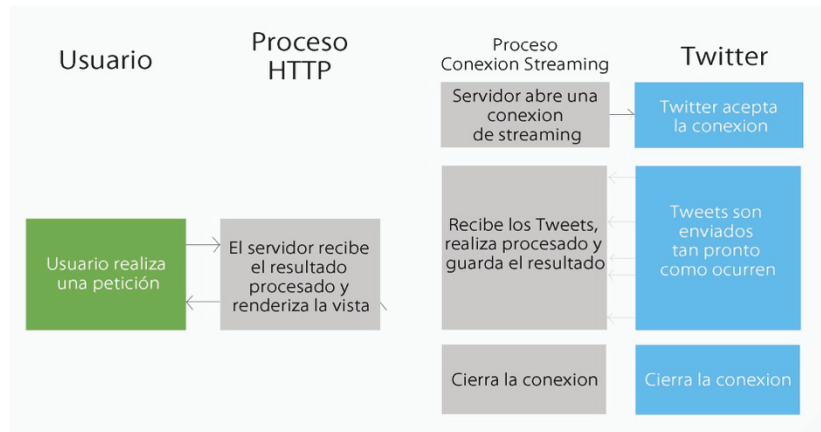 Usuario
Proceso
HTTP
Proceso
Conexion Streaming
Twitter
Servidor abre una
conexion
de streaming
Twitter acepta
la conexion
Usuario realiza
una petición
El servidor recibe
el resultado
procesado y
renderiza la vista
Recibe los Tweets,
realiza procesado y
guarda el resultado
Tweets son
enviados
tan pronto
como ocurren
Cierra la conexion
Cierra la conexion